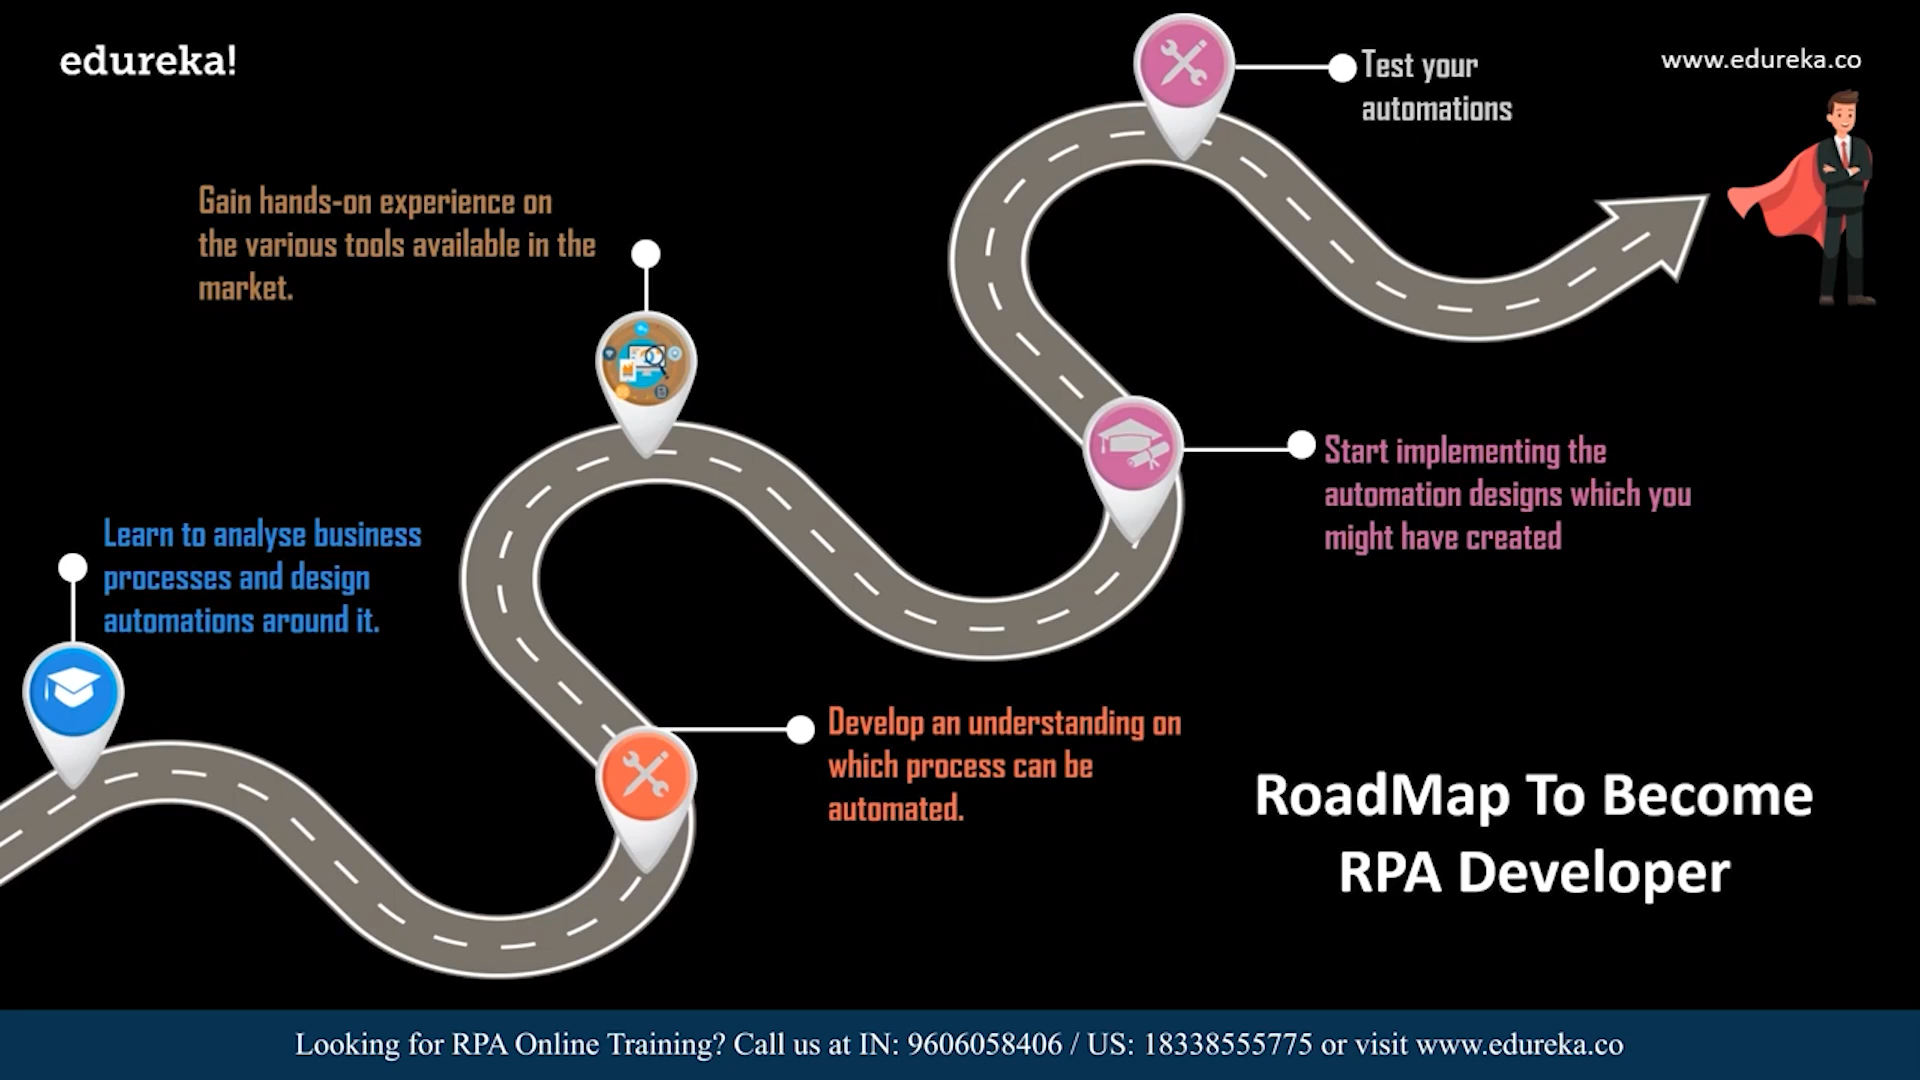 edureka!
www.edureka.co
Test your
automations
Gain hands-on experience on
the various tools available in the
market.
Start implementing the
automation designs which you
might have created
Learn to analyse business
processes and design
automations around it.
Develop an understanding on
which process can be
automated.
RoadMap To Become
RPA Developer
Looking for RPA Online Training? Call us at IN: 9606058406 / US: 18338555775 or visit www.edureka.co